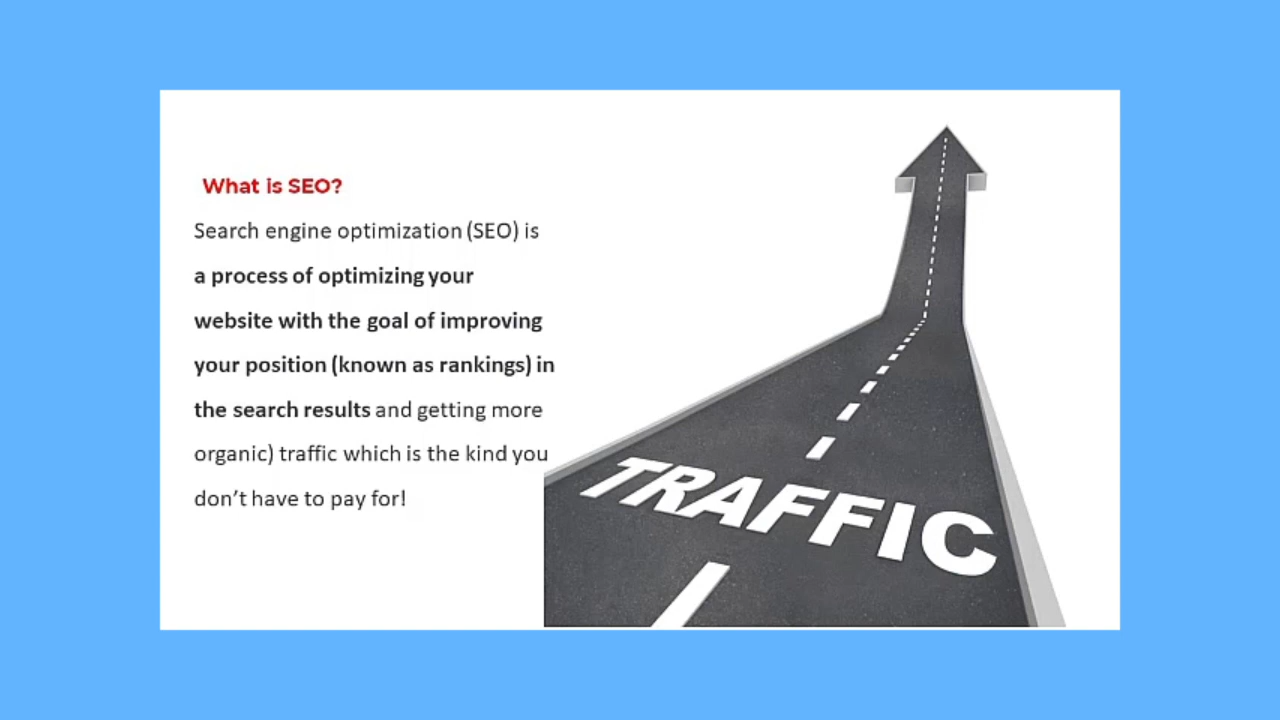 What is SEO?
Search engine optimization (SEO) is
a process of optimizing your
website with the goal of improving
your position (known as rankings) in
the search results and getting more
organic) traffic which is the kind you
don't have to pay for!
TRAFFIC